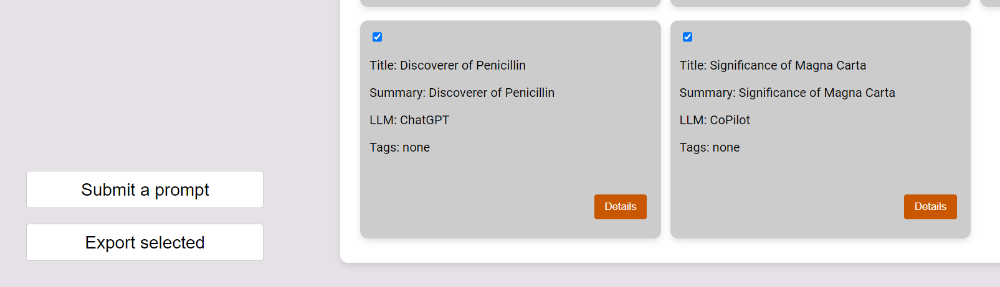 Title: Discoverer of Penicillin
Summary: Discoverer of Penicillin
LLM: ChatGPT
Tags: none
Details
Title: Significance of Magna Carta
Summary: Significance of Magna Carta
LLM: CoPilot
Tags: none
Details
Submit a prompt
Export selected